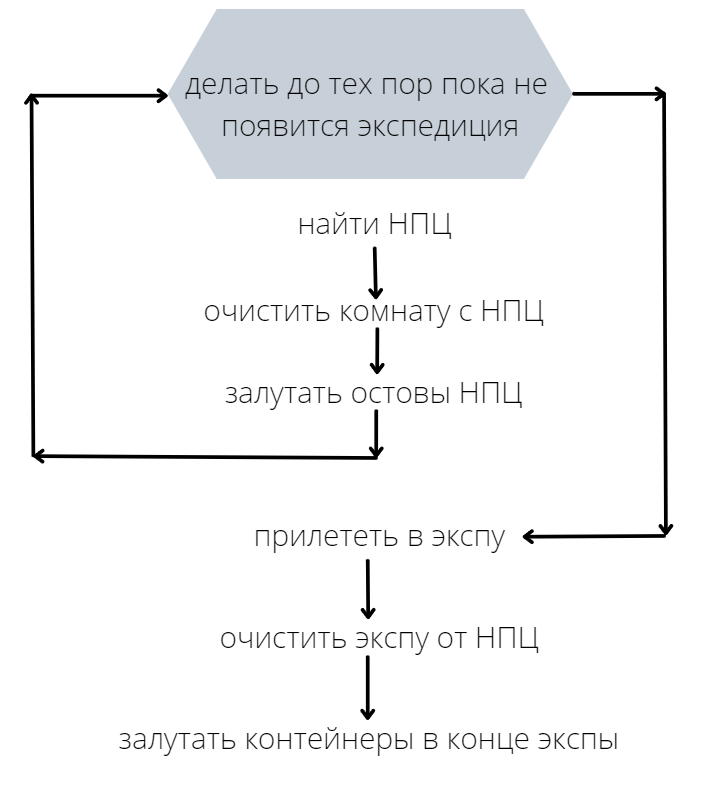 делать до тех пор пока не
появится экспедиция
найти НПЦ
очистить комнату с НПЦ
залутать остовы НПЦ
прилететь в экспу
очистить экспу от НПЦ
залутать контейнеры в конце экспы